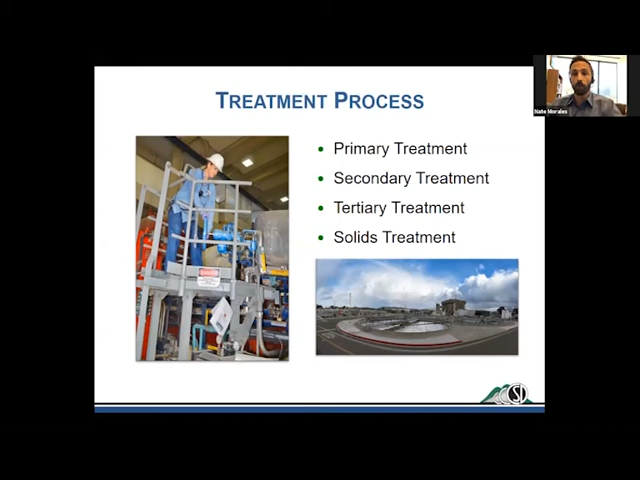 TREATMENT PROCESS
Primary Treatment
Secondary Treatment
Tertiary Treatment
Solids Treatment
Nate Morales
DANGER